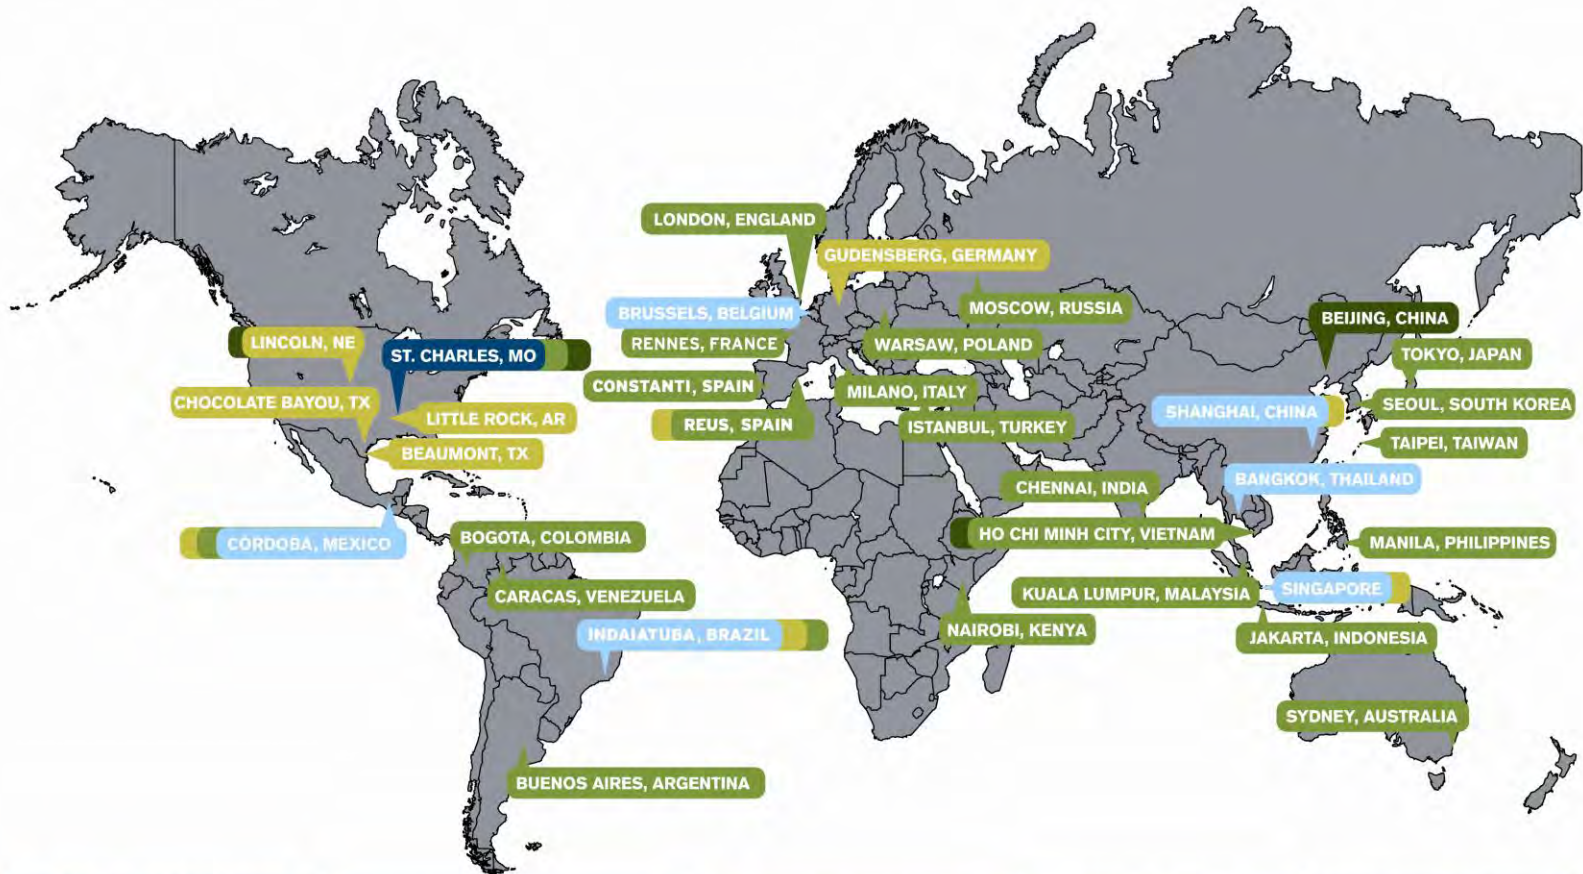 LONDON, ENGLAND
GUDENSBERG, GERMANY
BRUSSELS, BELGIUM
MOSCOW, RUSSIA
BEIJING, CHINA
LINCOLN, NE
ST. CHARLES, MO
RENNES, FRANCE
WARSAW, POLAND
TOKYO, JAPAN
CONSTANTI, SPAIN
MILANO, ITALY
CHOCOLATE BAYOU, TX
SEOUL, SOUTH KOREA
LITTLE ROCK, AR
SHANGHAI, CHINA
REUS, SPAIN
ISTANBUL, TURKEY
TAIPEI, TAIWAN
BEAUMONT, TX
CHENNAI, INDIA
BANGKOK, THAILAND
CÓRDOBA, MEXICO
BOGOTA, COLOMBIA
HO CHI MINH CITY, VIETNAM
MANILA, PHILIPPINES
CARACAS, VENEZUELA
KUALA LUMPUR, MALAYSIA
SINGAPORE
INDAIATUBA, BRAZIL
NAIROBI, KENYA
JAKARTA, INDONESIA
SYDNEY, AUSTRALIA
BUENOS AIRES, ARGENTINA